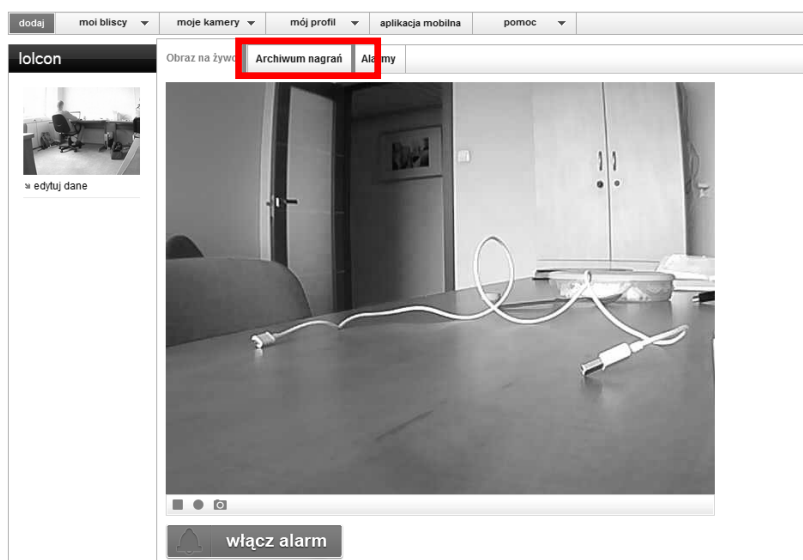 dodaj moi bliscy moje kamery mój profil aplikacja mobilna pomoc
lolcon
Obraz na żywo Archiwum nagrań Alarmy
edytuj dane
włącz alarm